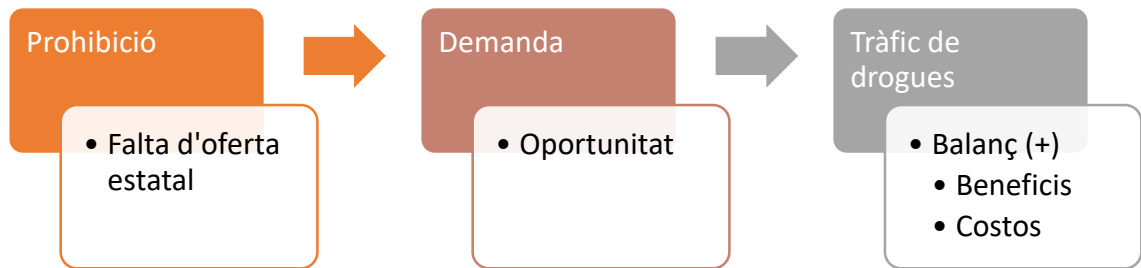 Prohibició
• Falta d'oferta
estatal
Demanda
• Oportunitat
Tràfic de
drogues
• Balanç (+)
• Beneficis
• Costos